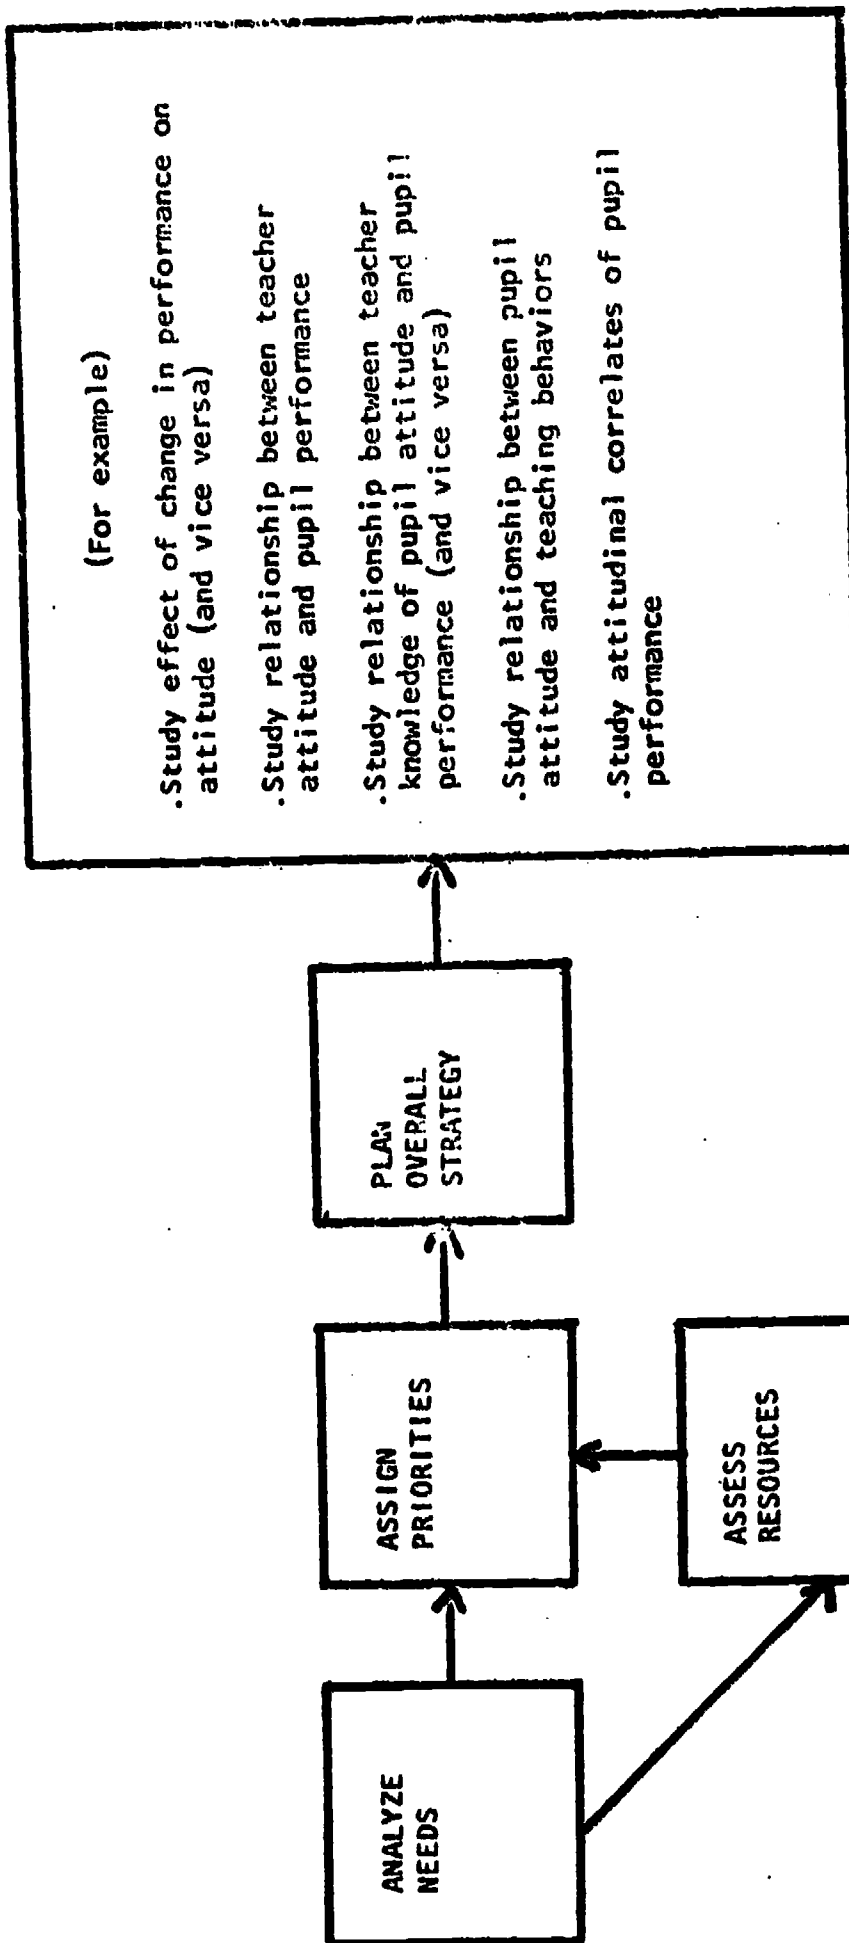 ANALYZE
NEEDS
ASSIGN
PRIORITIES
ASSESS
RESOURCES
PLAN
OVERALL
STRATEGY
(For example)
.Study effect of change in performance on
attitude (and vice versa)
.Study relationship between teacher
attitude and pupil performance
.Study relationship between teacher
knowledge of pupil attitude and pupil
performance (and vice versa)
.Study relationship between pupil
attitude and teaching behaviors
.Study attitudinal correlates of pupil
performance